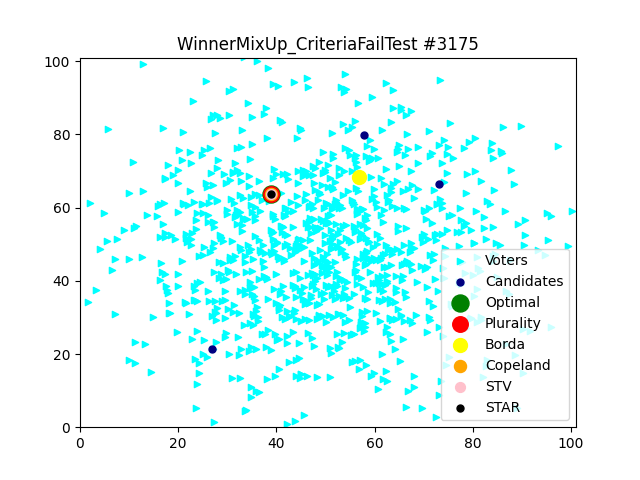 WinnerMixUp_CriteriaFailTest #3175
100
80
60
40
20
0
0
20
40
60
80
100
Voters
Candidates
Optimal
Plurality
Borda
Copeland
STV
STAR